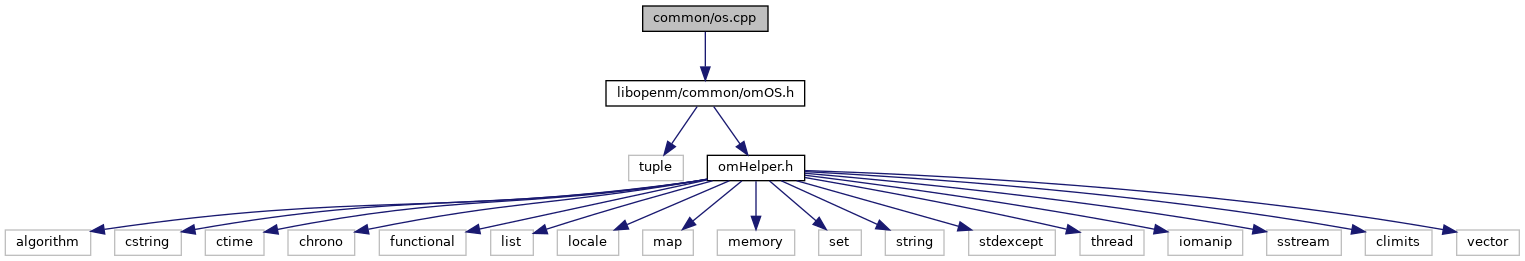 common/os.cpp
libopenm/common/omOS.h
tuple
omHelper.h
algorithm
cstring
ctime
chrono
functional
list
locale
map
memory
set
string
stdexcept
thread
iomanip
sstream
climits
vector